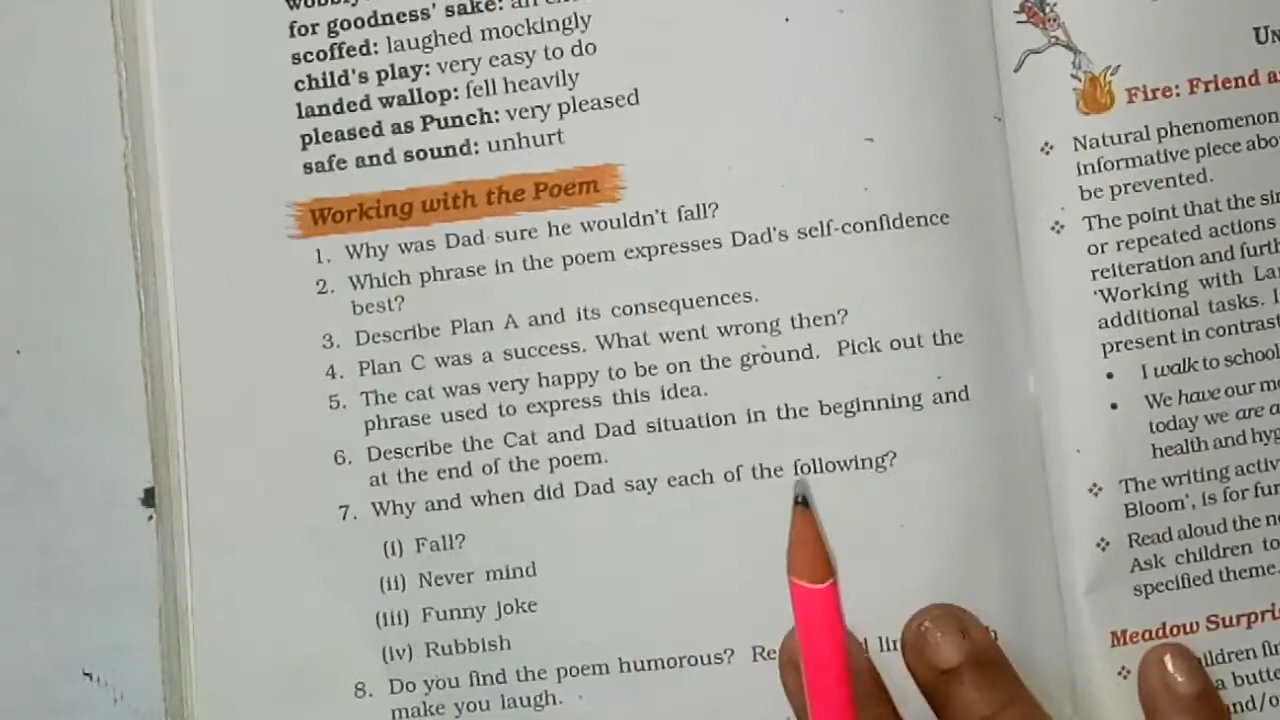 for goodness' sake: an
scoffed: laughed mockingly
child's play: very easy to do
landed wallop: fell heavily
pleased as Punch: very pleased
safe and sound: unhurt
Working with the Poem
1. Why was Dad sure he wouldn't fall?
2. Which phrase in the poem expresses Dad's self-confidence
best?
3. Describe Plan A and its consequences.
4. Plan C was a success. What went wrong then?
5. The cat was very happy to be on the ground. Pick out the
phrase used to express this idea.
6. Describe the Cat and Dad situation in the beginning and
at the end of the poem.
7. Why and when did Dad say each of the following?
(i) Fall?
(ii) Never mind
(iii) Funny joke
(iv) Rubbish
8. Do you find the poem humorous?
make you laugh.
Fire: Friend
❖ Natural phenomenon
informative piece
be prevented.
❖ The point that the
or repeated actions
reiteration and
'Working with
additional tasks.
present in
• I walk to school
• We have our
today we are
health and
❖ The writing
Bloom', is for
❖ Read aloud the
Ask children to
specified theme.
Meadow
❖
a